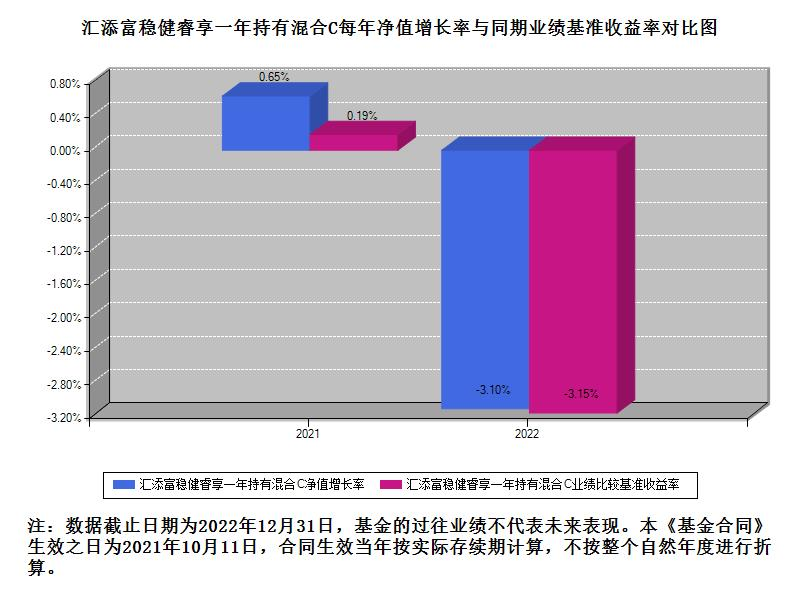 汇添富稳健睿享一年持有混合C每年净值增长率与同期业绩基准收益率对比图
0.80%
0.40%
0.00%
-0.40%
-0.80%
-1.20%
-1.60%
-2.00%
-2.40%
-2.80%
-3.20%
0.65%
0.19%
-3.10%
-3.15%
2021
2022
汇添富稳健睿享一年持有混合C净值增长率
汇添富稳健睿享一年持有混合C业绩比较基准收益率
注：数据截止日期为2022年12月31日，基金的过往业绩不代表未来表现。本《基金合同》
生效之日为2021年10月11日，合同生效当年按实际存续期计算，不按整个自然年度进行折
算。